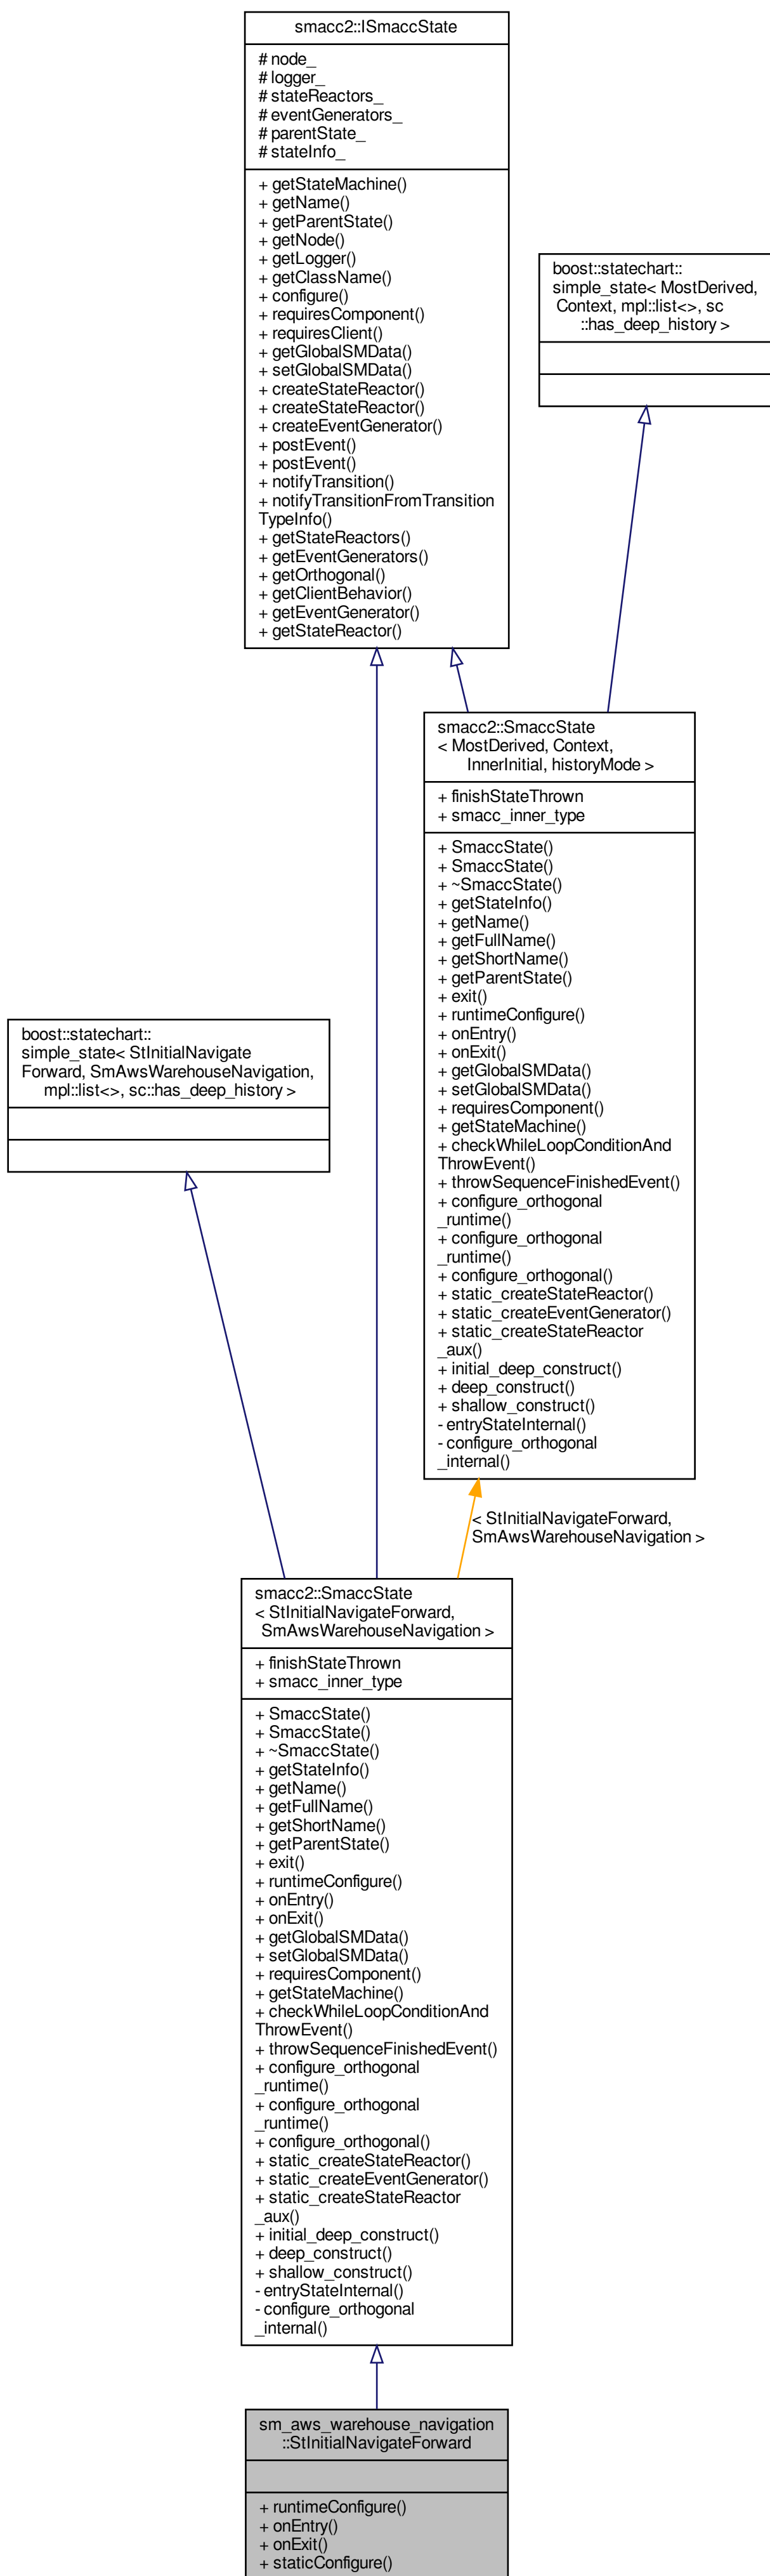 smacc2::ISmaccState
# node_
# logger_
# stateReactors_
# eventGenerators_
# parentState_
# stateInfo_
+ getStateMachine()
+ getName()
+ getParentState()
+ getNode()
+ getLogger()
+ getClassName()
+ configure()
+ requiresComponent()
+ requiresClient()
+ getGlobalSMData()
+ setGlobalSMData()
+ createStateReactor()
+ createStateReactor()
+ createEventGenerator()
+ postEvent()
+ postEvent()
+ notifyTransition()
+ notifyTransitionFromTransition
TypeInfo()
+ getStateReactors()
+ getEventGenerators()
+ getOrthogonal()
+ getClientBehavior()
+ getEventGenerator()
+ getStateReactor()
boost::statechart::
simple_state< MostDerived,
Context, mpl::list<>, sc
::has_deep_history >
smacc2::SmaccState
< MostDerived, Context,
InnerInitial, historyMode >
+ finishStateThrown
+ smacc_inner_type
+ SmaccState()
+ SmaccState()
+ ~SmaccState()
+ getStateInfo()
+ getName()
+ getFullName()
+ getShortName()
+ getParentState()
+ exit()
+ runtimeConfigure()
+ onEntry()
+ onExit()
+ getGlobalSMData()
+ setGlobalSMData()
+ requiresComponent()
+ getStateMachine()
+ checkWhileLoopConditionAnd
ThrowEvent()
+ throwSequenceFinishedEvent()
+ configure_orthogonal
_runtime()
+ configure_orthogonal
_runtime()
+ configure_orthogonal()
+ static_createStateReactor()
+ static_createEventGenerator()
+ static_createStateReactor
_aux()
+ initial_deep_construct()
+ deep_construct()
+ shallow_construct()
- entryStateInternal()
- configure_orthogonal
_internal()
boost::statechart::
simple_state< StInitialNavigate
Forward, SmAwsWarehouseNavigation,
mpl::list<>, sc::has_deep_history >
< StInitialNavigateForward,
SmAwsWarehouseNavigation >
smacc2::SmaccState
< StInitialNavigateForward,
SmAwsWarehouseNavigation >
+ finishStateThrown
+ smacc_inner_type
+ SmaccState()
+ SmaccState()
+ ~SmaccState()
+ getStateInfo()
+ getName()
+ getFullName()
+ getShortName()
+ getParentState()
+ exit()
+ runtimeConfigure()
+ onEntry()
+ onExit()
+ getGlobalSMData()
+ setGlobalSMData()
+ requiresComponent()
+ getStateMachine()
+ checkWhileLoopConditionAnd
ThrowEvent()
+ throwSequenceFinishedEvent()
+ configure_orthogonal
_runtime()
+ configure_orthogonal
_runtime()
+ configure_orthogonal()
+ static_createStateReactor()
+ static_createEventGenerator()
+ static_createStateReactor
_aux()
+ initial_deep_construct()
+ deep_construct()
+ shallow_construct()
- entryStateInternal()
- configure_orthogonal
_internal()
sm_aws_warehouse_navigation
::StInitialNavigateForward
+ runtimeConfigure()
+ onEntry()
+ onExit()
+ staticConfigure()